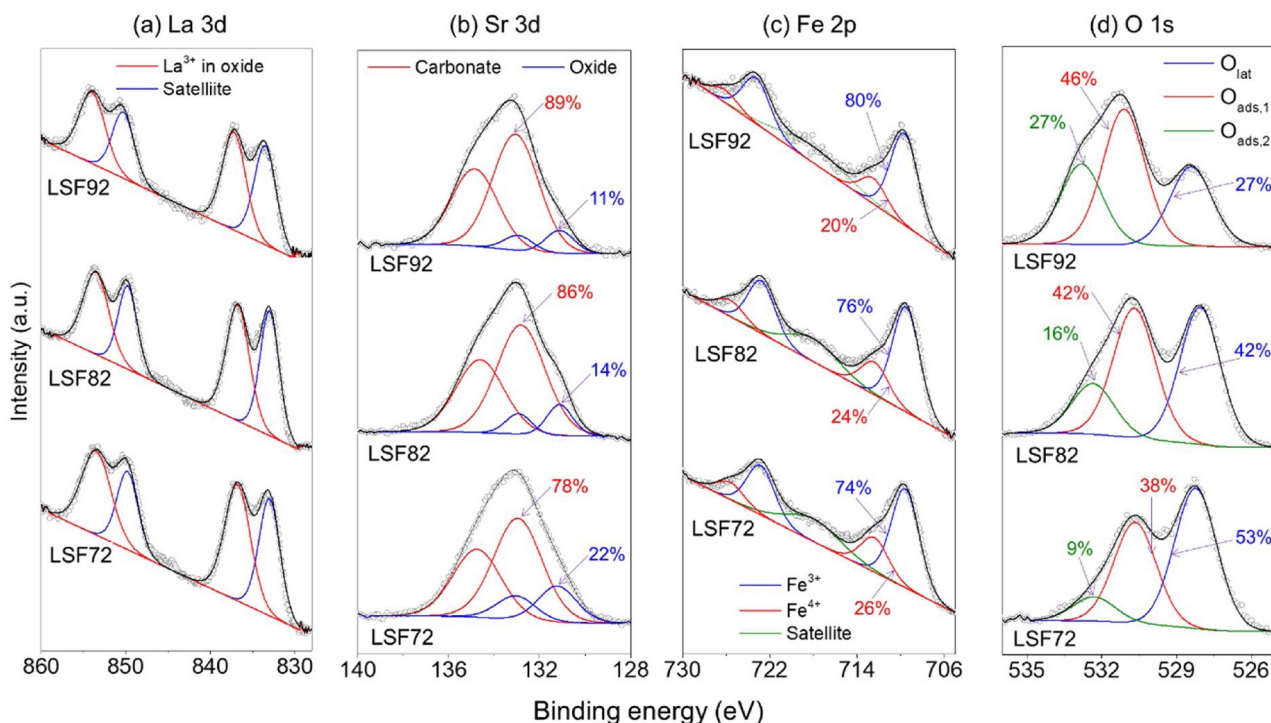 (a) La 3d
La³⁺ in oxide
Satelliite
LSF92
LSF82
LSF72
860 850 840 830
(b) Sr 3d
Carbonate
Oxide
89%
11%
LSF92
86%
14%
LSF82
78%
22%
LSF72
140 138 136 134 132 130 128
(c) Fe 2p
80%
LSF92
20%
76%
LSF82
24%
74%
LSF72
26%
Fe³⁺
Fe⁴⁺
Satellite
730 722 714 706
(d) O 1s
O_lat
O_ads,1
O_ads,2
46%
27%
27%
LSF92
42%
16%
42%
LSF82
38%
9%
53%
LSF72
535 532 529 526
Intensity (a.u.)
Binding energy (eV)